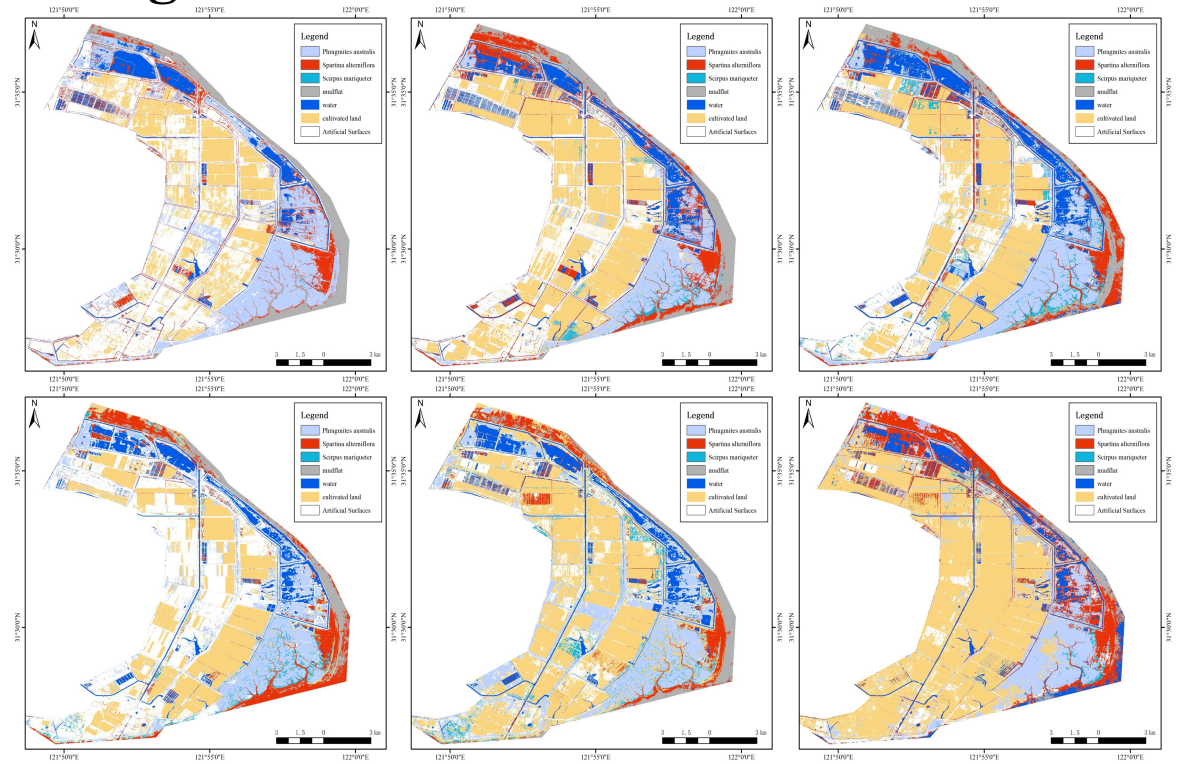 121°50'0"E 121°55'0"E 122°0'0"E
N
Legend
Phragmites australis
Spartina alterniflora
Scirpus mariqueter
mudflat
water
cultivated land
Artificial Surfaces
31°35'0"N
31°30'0"N
3 1.5 0 3 km
121°50'0"E 121°55'0"E 122°0'0"E
121°50'0"E 121°55'0"E 122°0'0"E
N
Legend
Phragmites australis
Spartina alterniflora
Scirpus mariqueter
mudflat
water
cultivated land
Artificial Surfaces
31°35'0"N
31°30'0"N
3 1.5 0 3 km
121°50'0"E 121°55'0"E 122°0'0"E
121°50'0"E 121°55'0"E 122°0'0"E
N
Legend
Phragmites australis
Spartina alterniflora
Scirpus mariqueter
mudflat
water
cultivated land
Artificial Surfaces
31°35'0"N
31°30'0"N
3 1.5 0 3 km
121°50'0"E 121°55'0"E 122°0'0"E
121°50'0"E 121°55'0"E 122°0'0"E
N
Legend
Phragmites australis
Spartina alterniflora
Scirpus mariqueter
mudflat
water
cultivated land
Artificial Surfaces
31°35'0"N
31°30'0"N
3 1.5 0 3 km
121°50'0"E 121°55'0"E 122°0'0"E
121°50'0"E 121°55'0"E 122°0'0"E
N
Legend
Phragmites australis
Spartina alterniflora
Scirpus mariqueter
mudflat
water
cultivated land
Artificial Surfaces
31°35'0"N
31°30'0"N
3 1.5 0 3 km
121°50'0"E 121°55'0"E 122°0'0"E
121°50'0"E 121°55'0"E 122°0'0"E
N
Legend
Phragmites australis
Spartina alterniflora
Scirpus mariqueter
mudflat
water
cultivated land
Artificial Surfaces
31°35'0"N
31°30'0"N
3 1.5 0 3 km
121°50'0"E 121°55'0"E 122°0'0"E